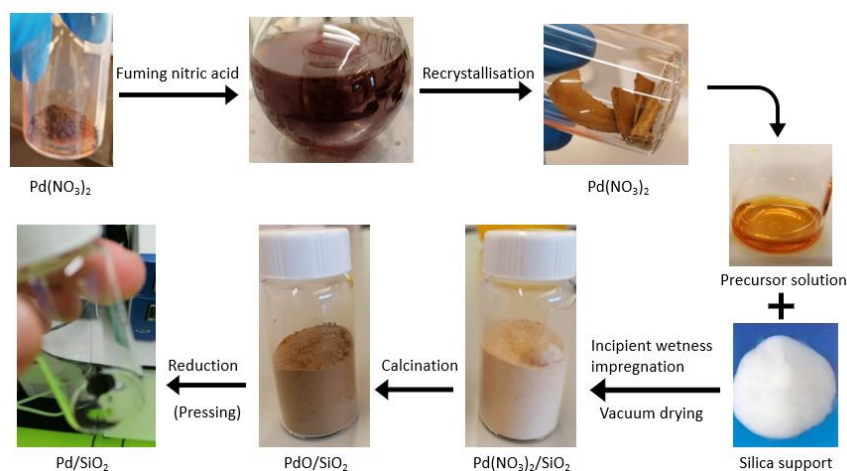 Fuming nitric acid
Recrystallisation
Pd(NO₃)₂
Pd(NO₃)₂
Precursor solution
+
Incipient wetness
impregnation
Vacuum drying
Calcination
Reduction
(Pressing)
Pd/SiO₂
PdO/SiO₂
Pd(NO₃)₂/SiO₂
Silica support